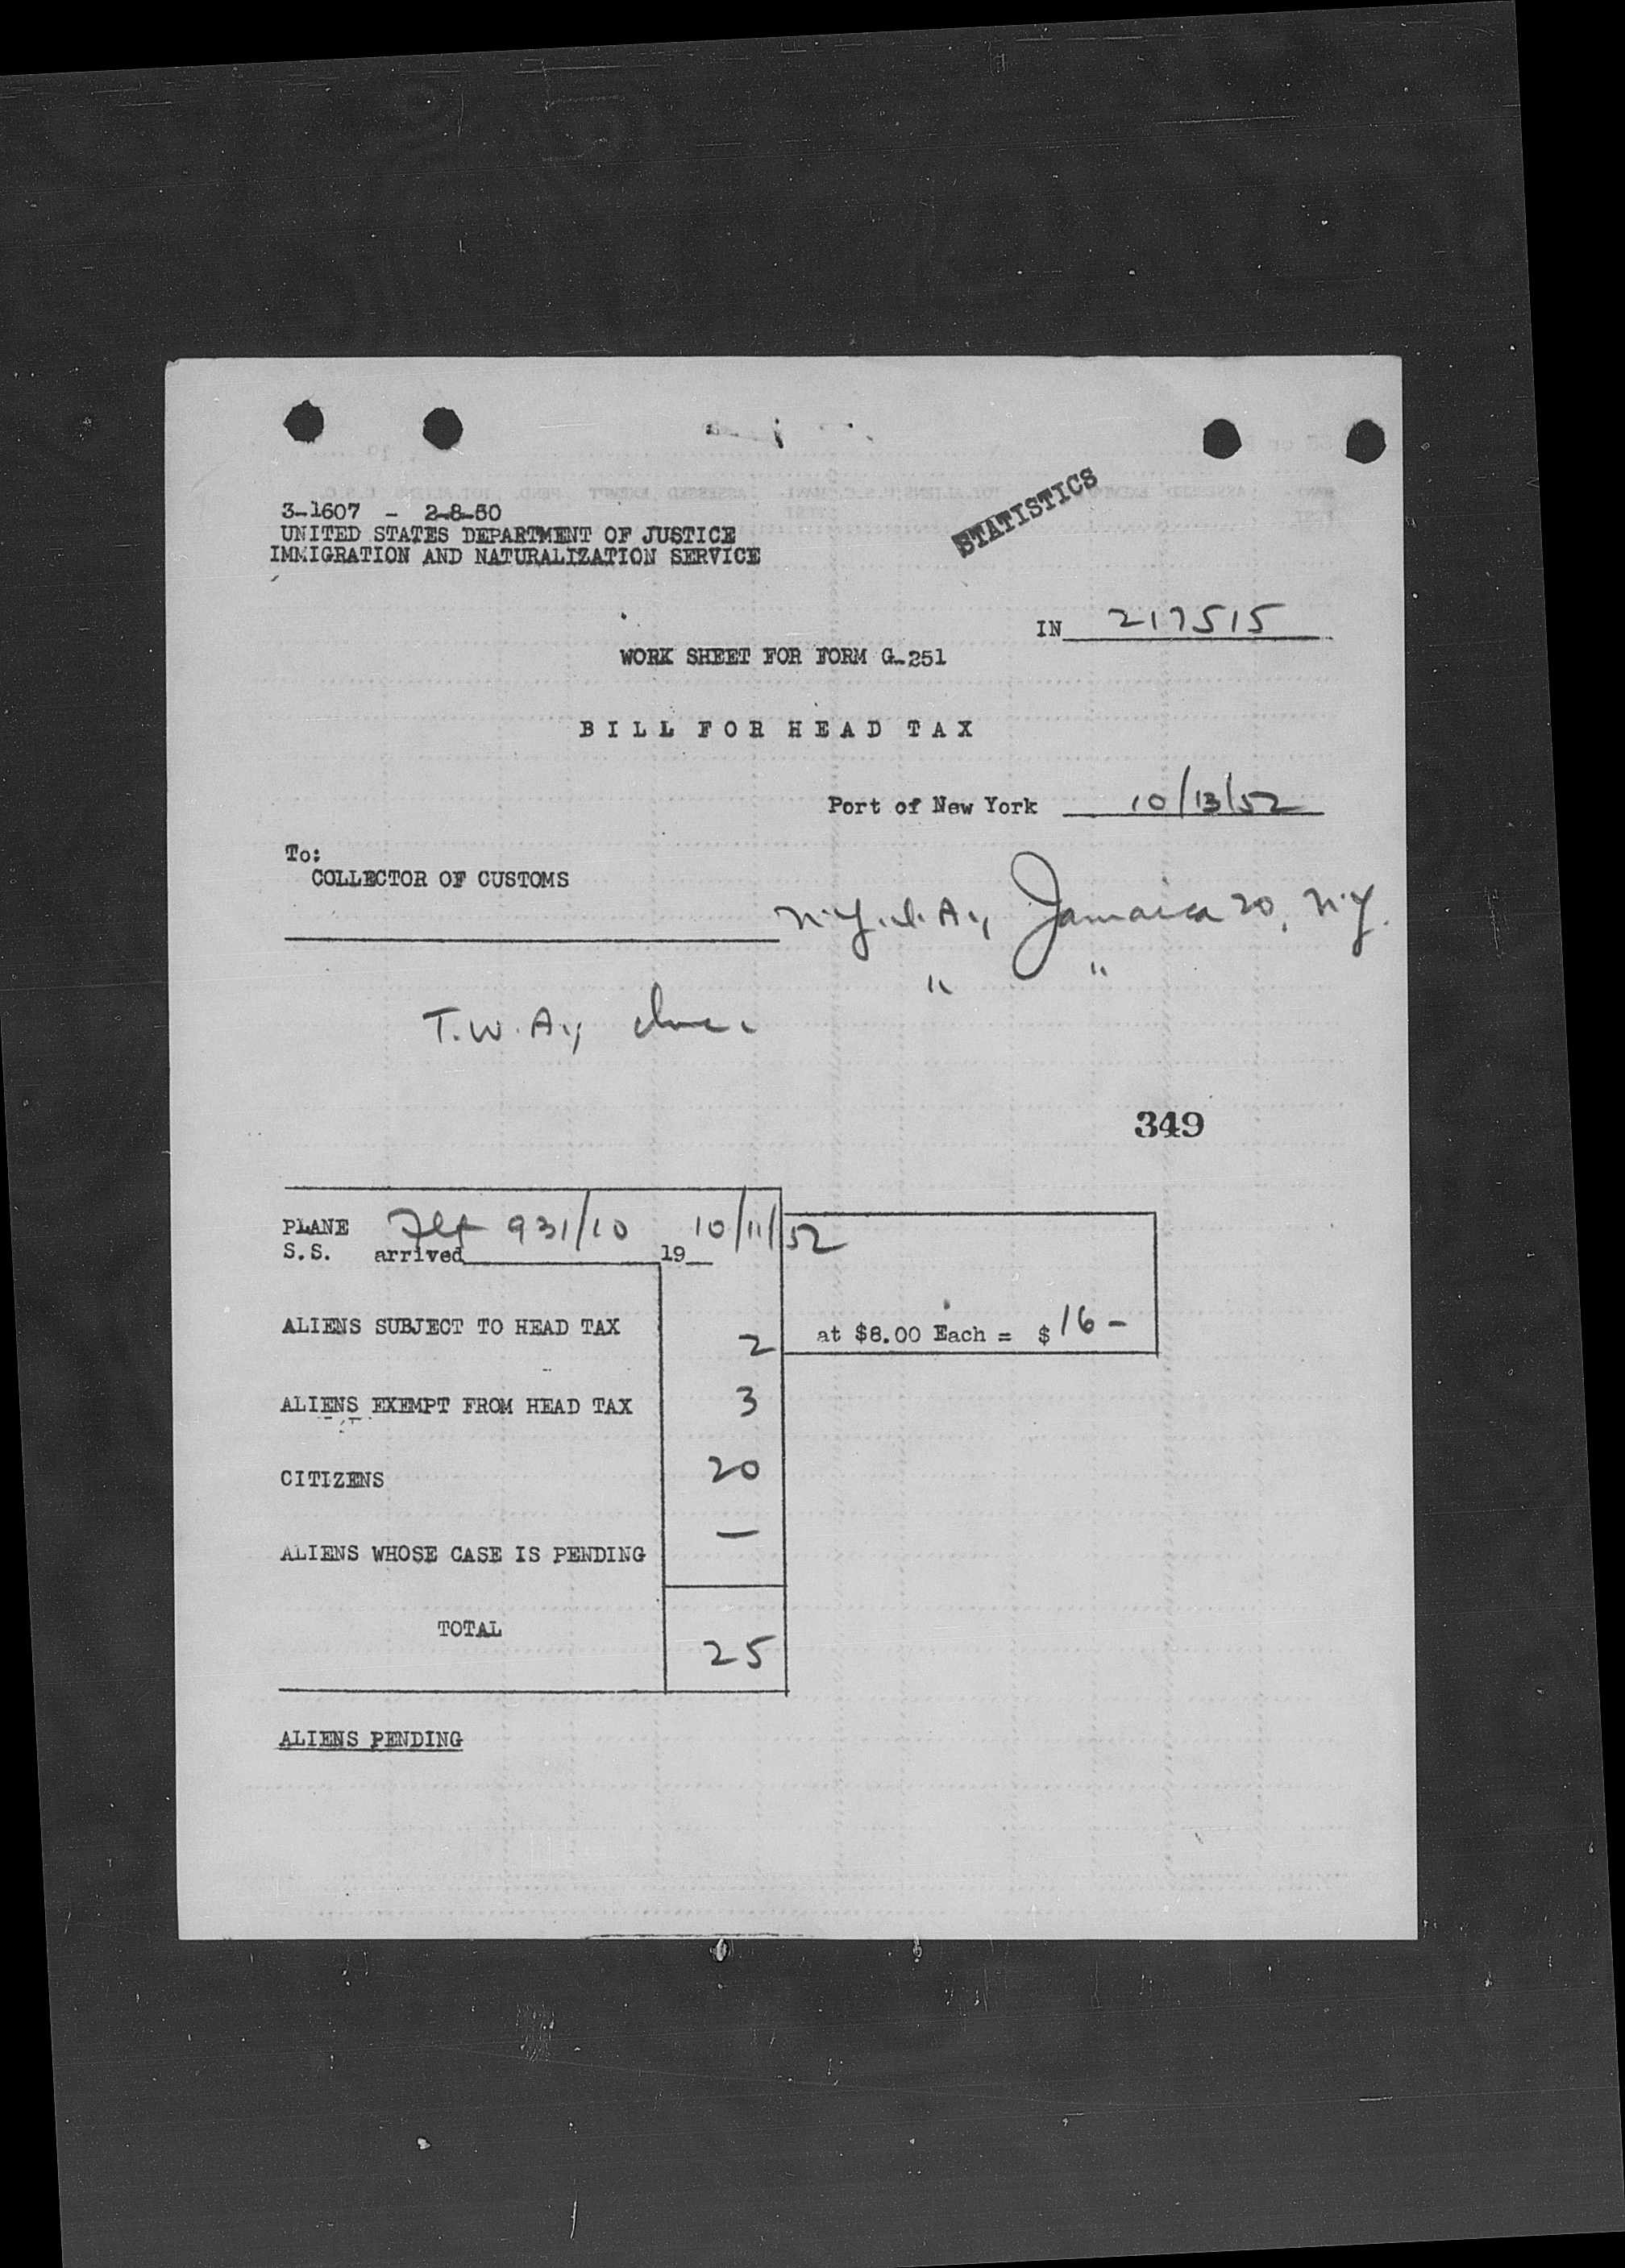 STATISTICS
3-1607 - 2-8-50
UNITED STATES DEPARTMENT OF JUSTICE
IMMIGRATION AND NATURALIZATION SERVICE
IN 217515
WORK SHEET FOR FORM G-251
BILL FOR HEAD TAX
Port of New York 10/13/52
To:
COLLECTOR OF CUSTOMS
N.Y.I.A., Jamaica 20, N.Y.
" "
T.W.A., Inc.
349
PLANE Flt 931/10 10/11/52
S.S. arrived 19
ALIENS SUBJECT TO HEAD TAX 2 at $8.00 Each = $ 16 -
ALIENS EXEMPT FROM HEAD TAX 3
CITIZENS 20
ALIENS WHOSE CASE IS PENDING —
TOTAL 25
ALIENS PENDING